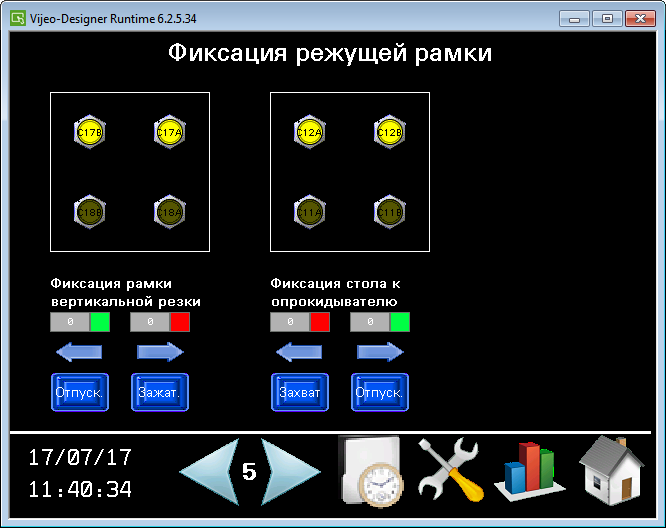 Vijeo-Designer Runtime 6.2.5.34
Фиксация режущей рамки
C17B C17A C12A C12B
C18B C18A C11A C11B
Фиксация рамки
вертикальной резки
Фиксация стола к
опрокидывателю
0 0 0 0
Отпуск. Зажат. Захват Отпуск.
17/07/17
11:40:34
5